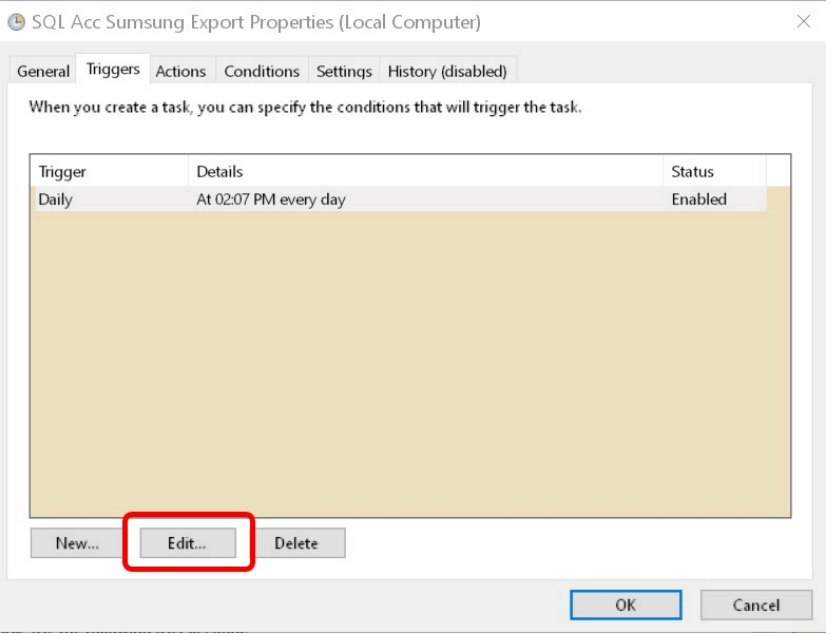 SQL Acc Sumsung Export Properties (Local Computer)
General Triggers Actions Conditions Settings History (disabled)
When you create a task, you can specify the conditions that will trigger the task.
Trigger Details Status
Daily At 02:07 PM every day Enabled
New... Edit... Delete
OK Cancel